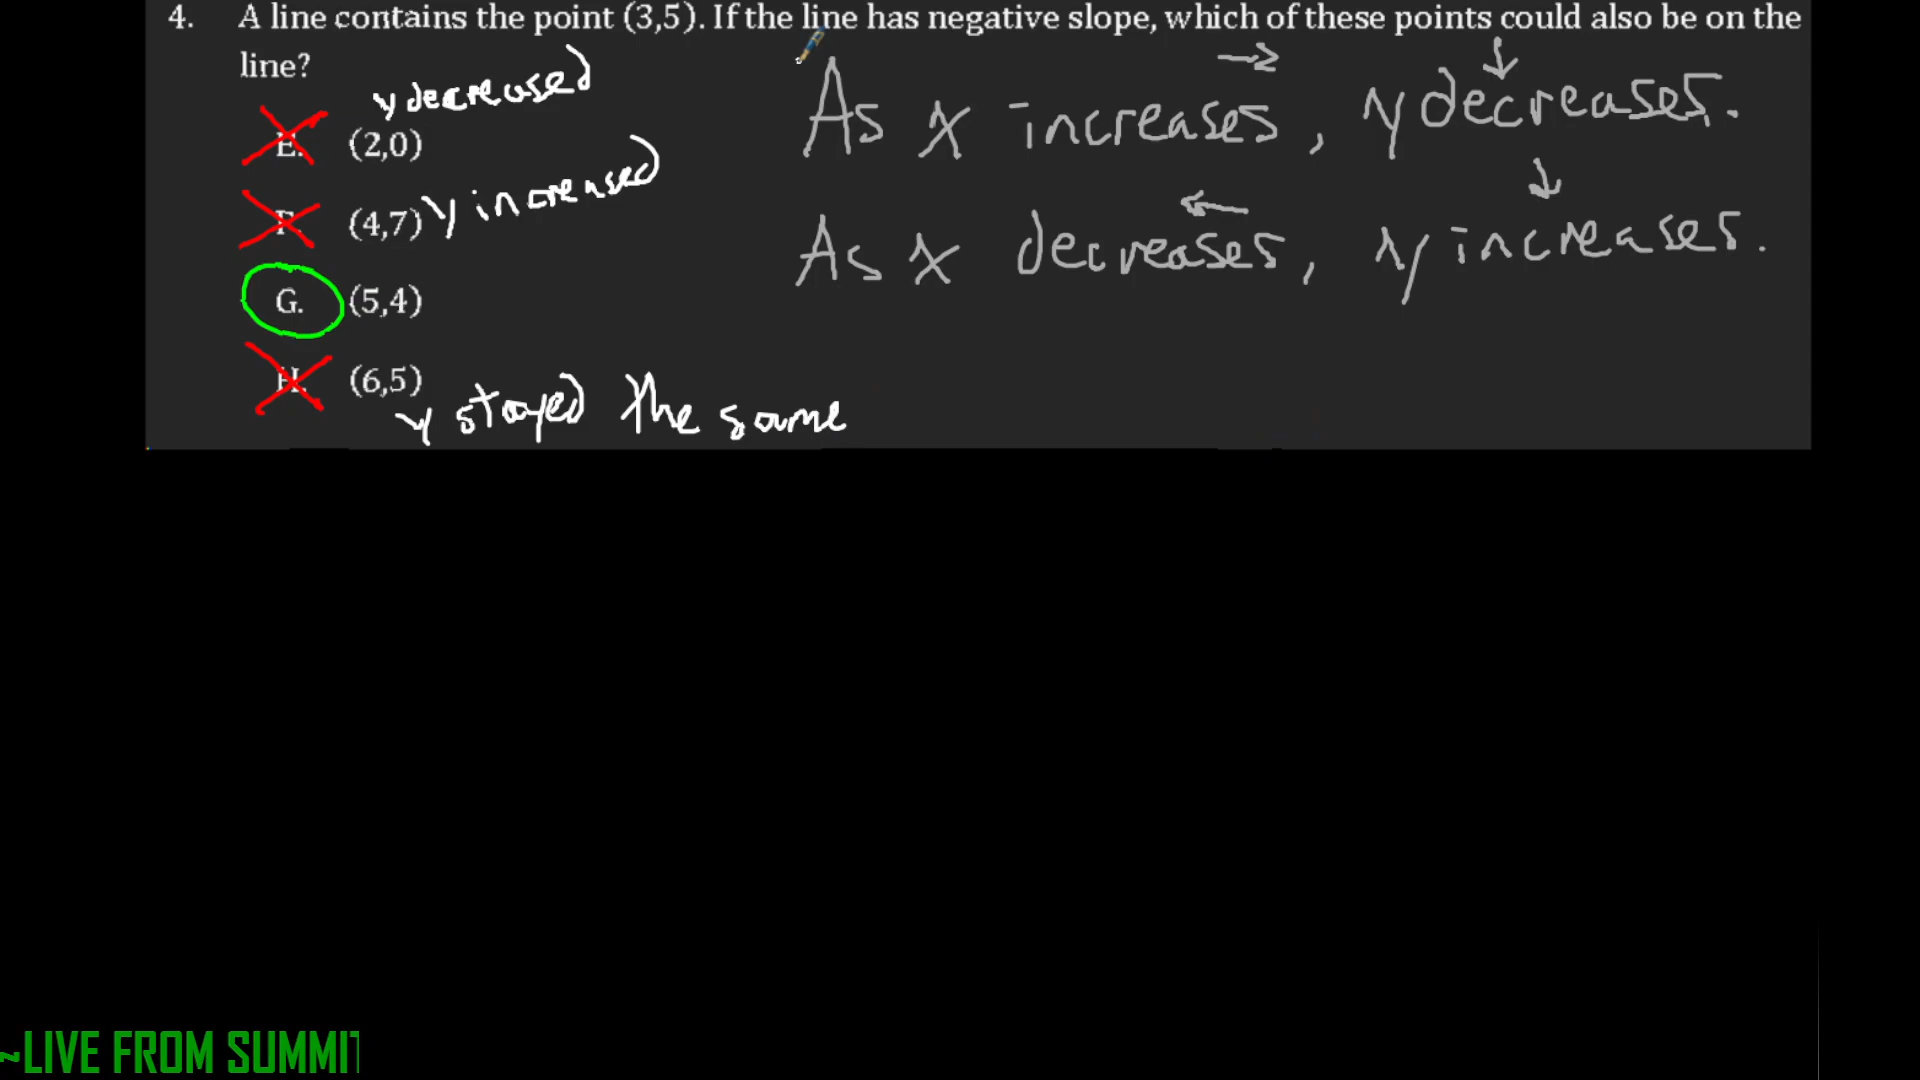 4. A line contains the point (3,5). If the line has negative slope, which of these points could also be on the
line?
y decreased
E. (2,0)
F. (4,7) y increased
G. (5,4)
H. (6,5)
y stayed the same
As x increases, y decreases.
As x decreases, y increases.
~LIVE FROM SUMMIT